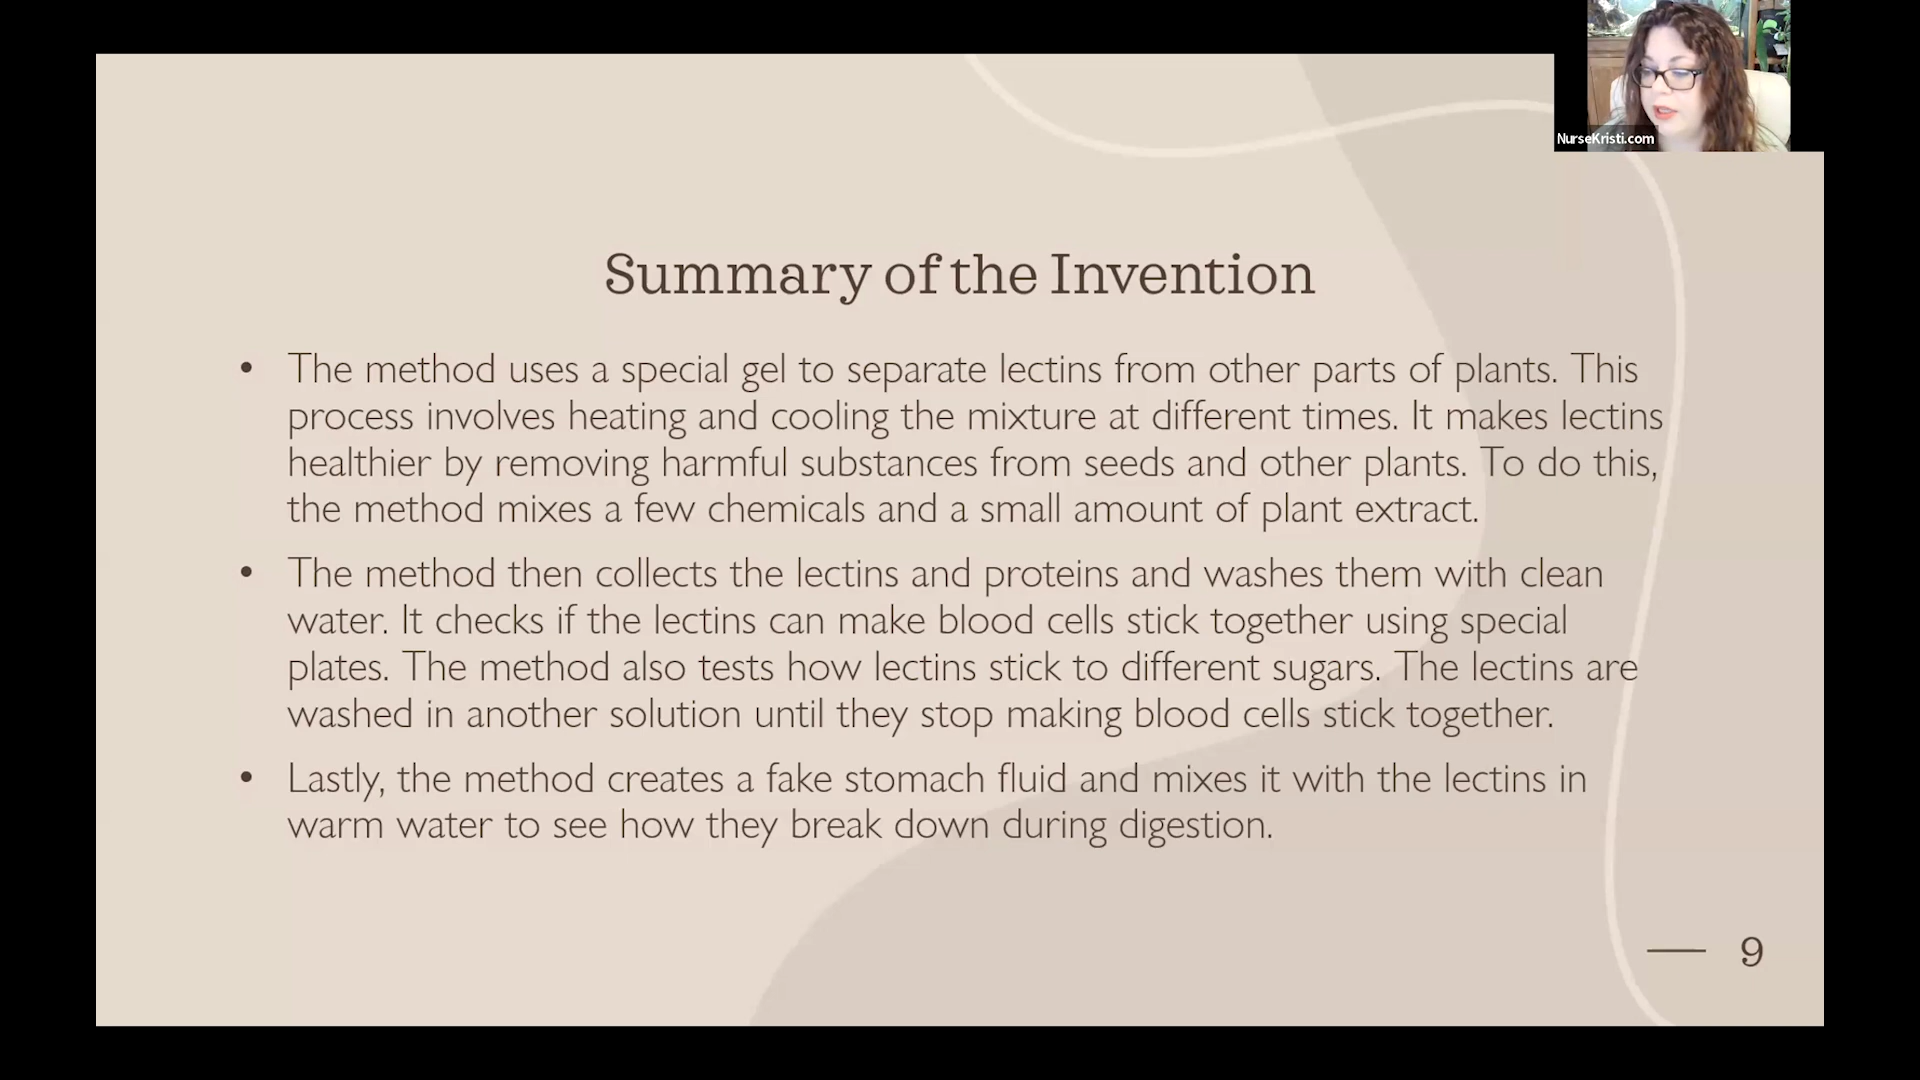 NurseKristi.com
Summary of the Invention
• The method uses a special gel to separate lectins from other parts of plants. This
process involves heating and cooling the mixture at different times. It makes lectins
healthier by removing harmful substances from seeds and other plants. To do this,
the method mixes a few chemicals and a small amount of plant extract.
• The method then collects the lectins and proteins and washes them with clean
water. It checks if the lectins can make blood cells stick together using special
plates. The method also tests how lectins stick to different sugars. The lectins are
washed in another solution until they stop making blood cells stick together.
• Lastly, the method creates a fake stomach fluid and mixes it with the lectins in
warm water to see how they break down during digestion.
9